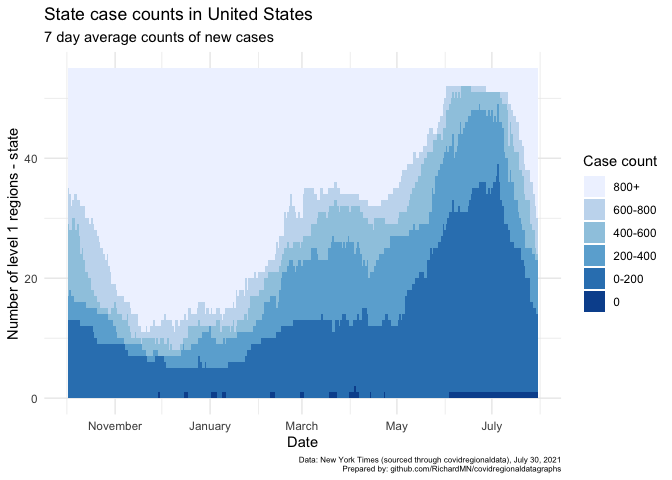 State case counts in United States
7 day average counts of new cases
Number of level 1 regions - state
40
20
0
November
January
March
May
July
Date
Case count
800+
600-800
400-600
200-400
0-200
0
Data: New York Times (sourced through covidregionaldata), July 30, 2021
Prepared by: github.com/RichardMN/covidregionaldatagraphs